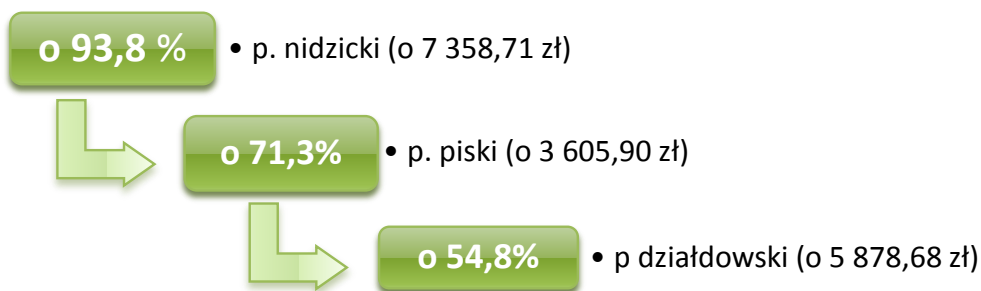 o 93,8 % • p. nidzicki (o 7 358,71 zł)
o 71,3% • p. piski (o 3 605,90 zł)
o 54,8% • p działdowski (o 5 878,68 zł)